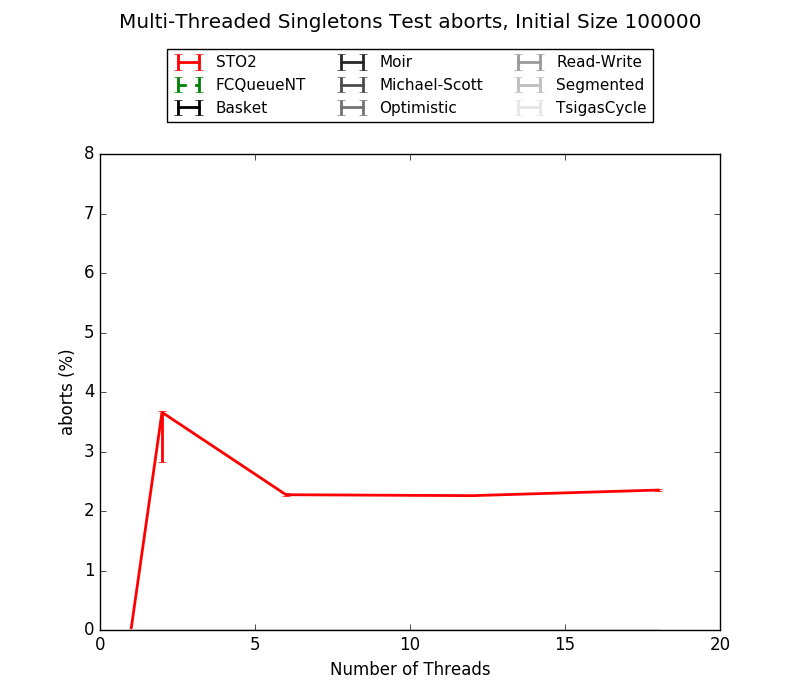 Multi-Threaded Singletons Test aborts, Initial Size 100000
STO2 Moir Read-Write
FCQueueNT Michael-Scott Segmented
Basket Optimistic TsigasCycle
8
7
6
5
4
3
2
1
0
aborts (%)
0 5 10 15 20
Number of Threads